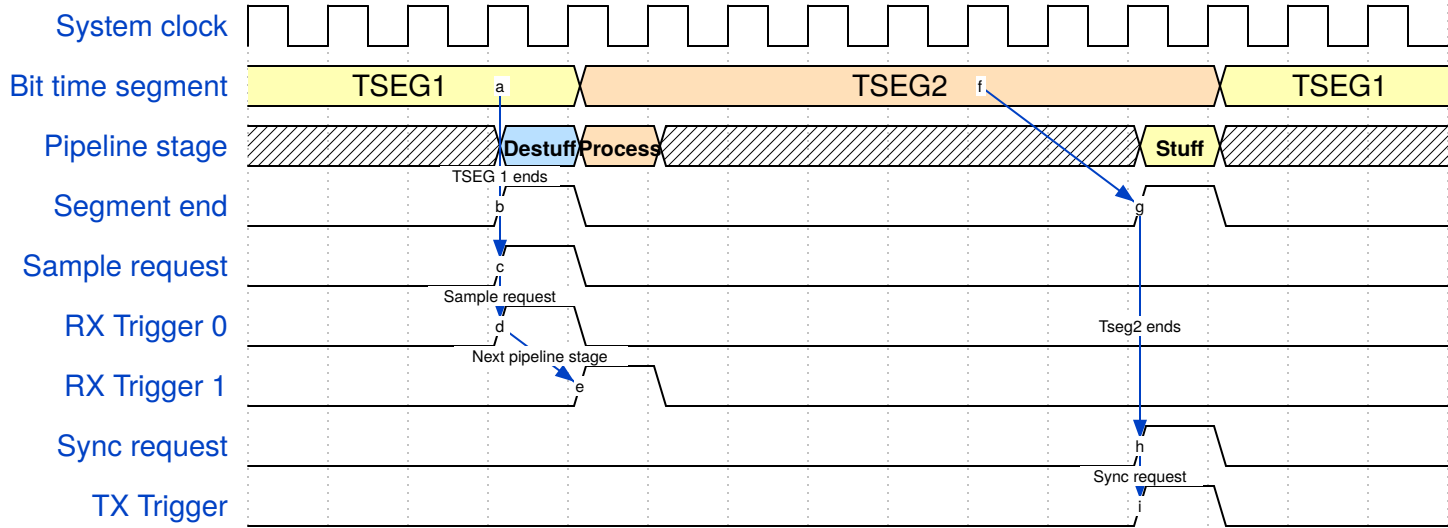 System clock
Bit time segment TSEG1 a TSEG2 f TSEG1
Pipeline stage Destuff Process Stuff
TSEG 1 ends
Segment end b g
Sample request c
Sample request
RX Trigger 0 d Tseg2 ends
Next pipeline stage
RX Trigger 1 e
Sync request h
Sync request
TX Trigger i